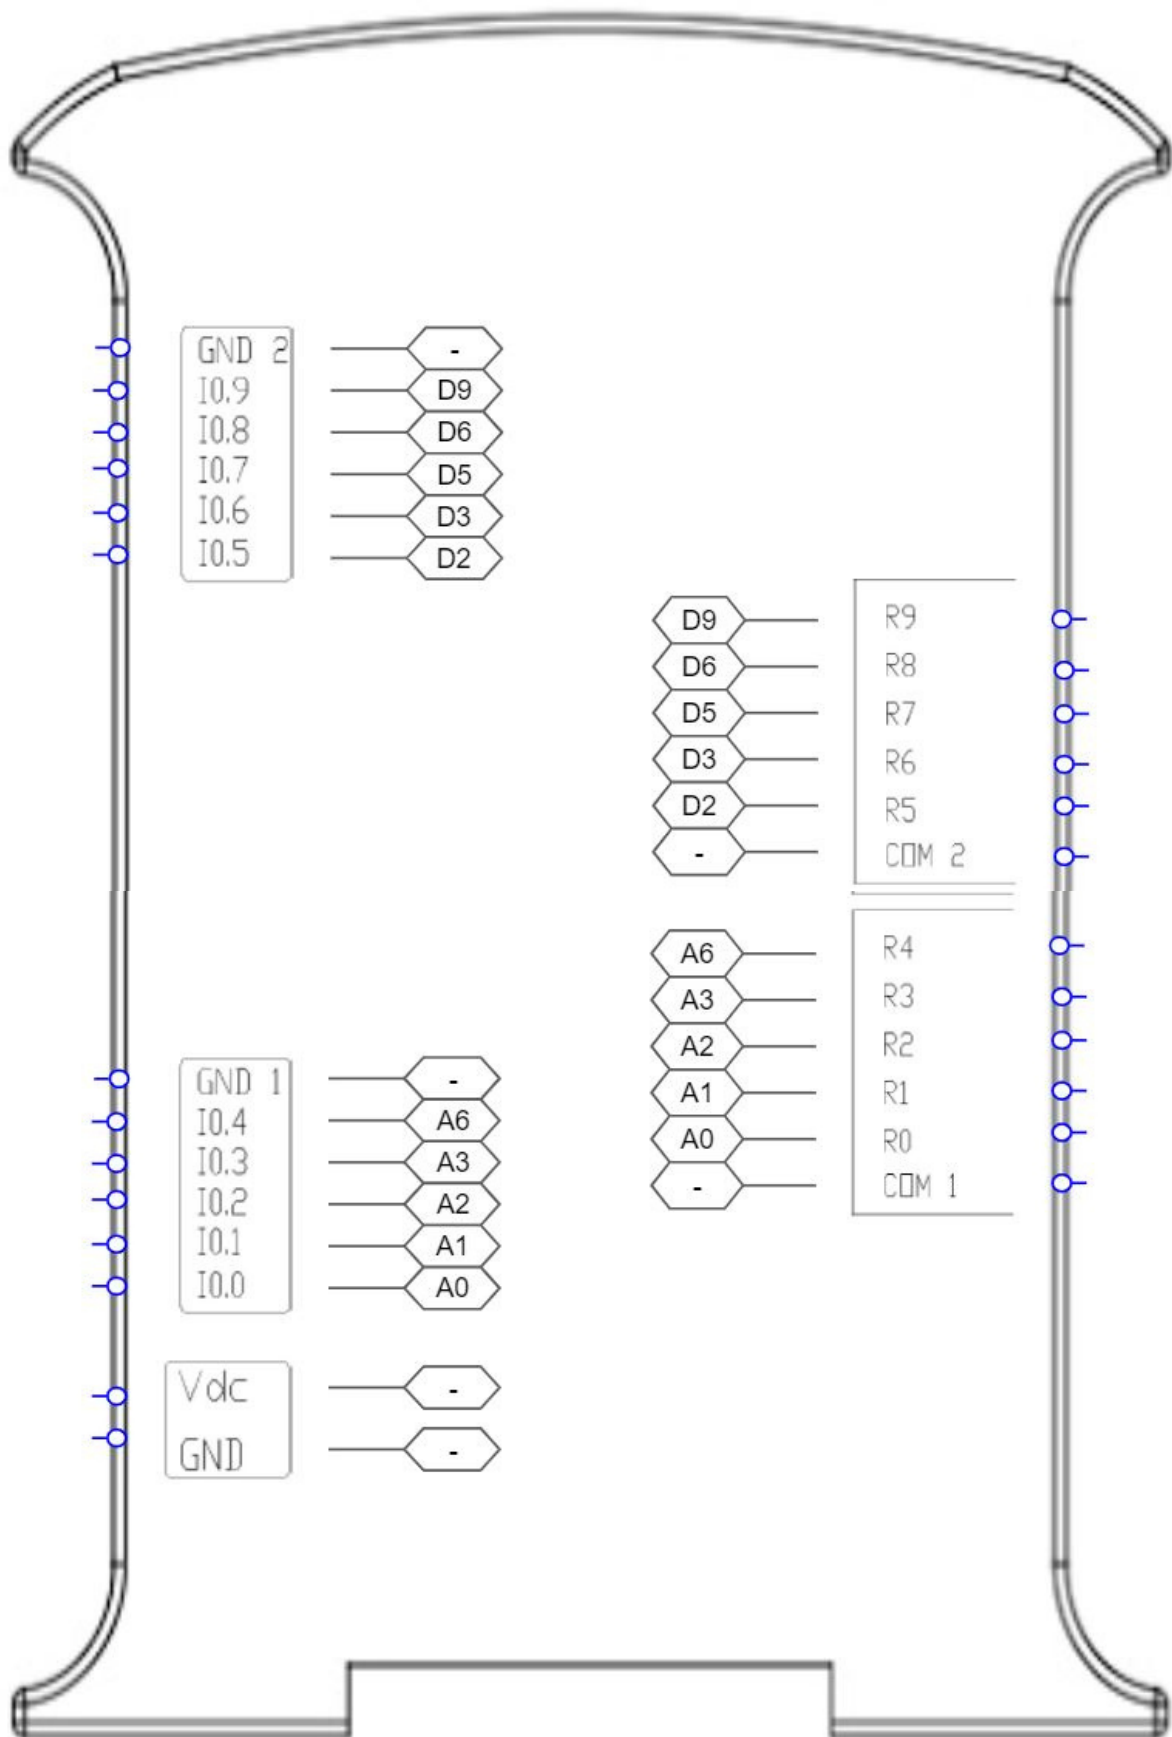 GND 2 -
I0.9 D9
I0.8 D6
I0.7 D5
I0.6 D3
I0.5 D2
D9 R9
D6 R8
D5 R7
D3 R6
D2 R5
- COM 2
A6 R4
A3 R3
A2 R2
A1 R1
A0 R0
- COM 1
GND 1 -
I0.4 A6
I0.3 A3
I0.2 A2
I0.1 A1
I0.0 A0
Vdc -
GND -